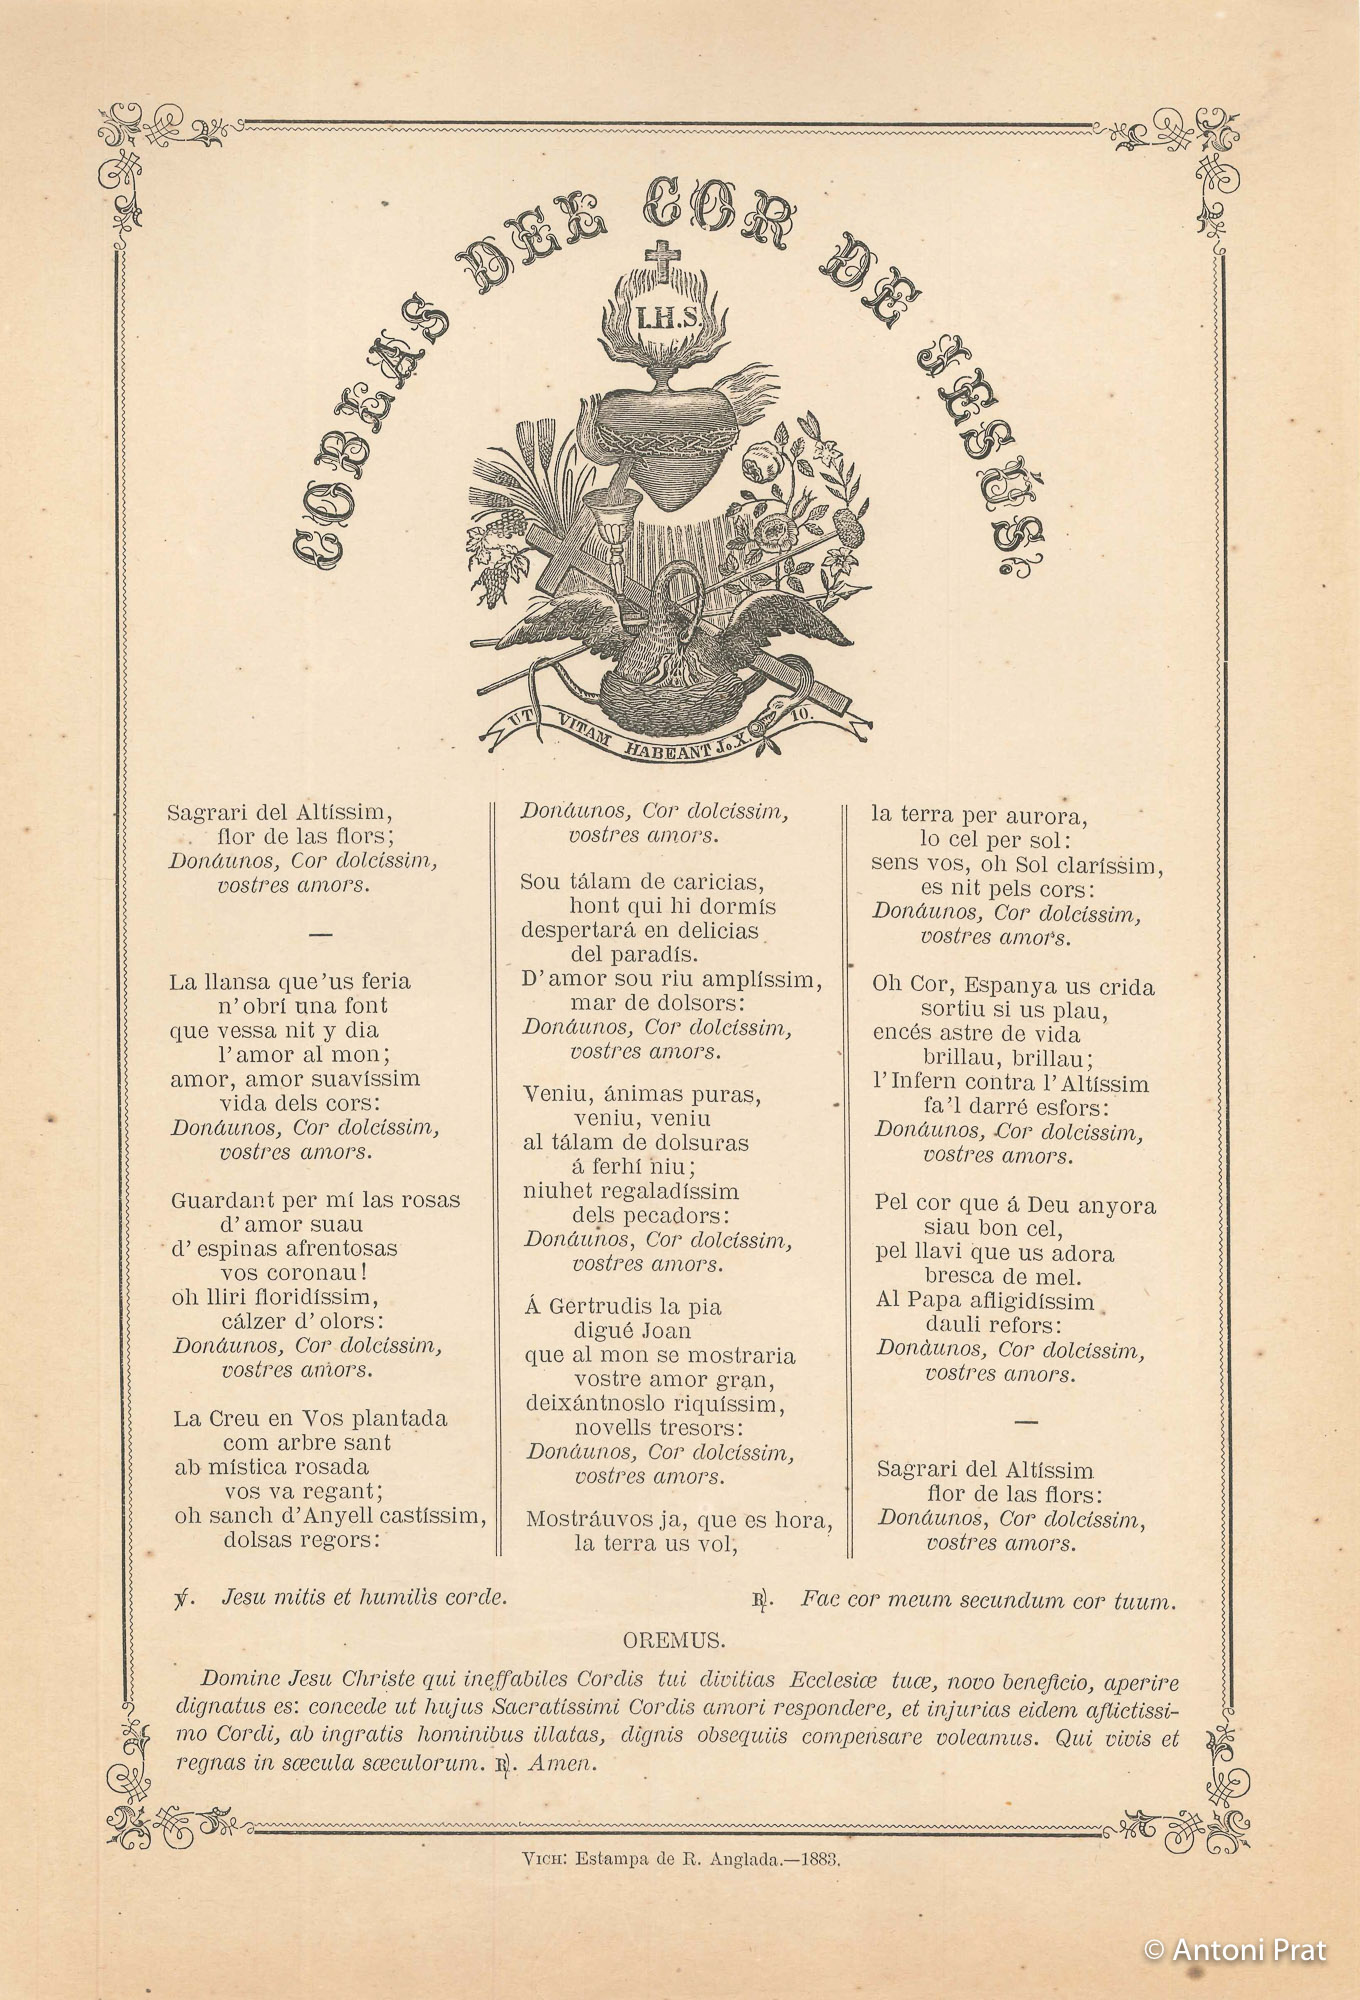 COBLAS DEL COR DE JESÚS.
I.H.S.
UT VITAM HABEANT Jo. X. 10.
Sagrari del Altíssim,
flor de las flors;
Donáunos, Cor dolcíssim,
vostres amors.
—
La llansa que'us feria
n'obrí una font
que vessa nit y dia
l'amor al mon;
amor, amor suavíssim
vida dels cors:
Donáunos, Cor dolcíssim,
vostres amors.
Guardant per mí las rosas
d'amor suau
d'espinas afrentosas
vos coronau!
oh lliri floridíssim,
cálzer d'olors:
Donáunos, Cor dolcíssim,
vostres amors.
La Creu en Vos plantada
com arbre sant
ab mística rosada
vos va regant;
oh sanch d'Anyell castíssim,
dolsas regors:
Donáunos, Cor dolcíssim,
vostres amors.
Sou tálam de caricias,
hont qui hi dormís
despertará en delicias
del paradís.
D'amor sou riu amplíssim,
mar de dolsors:
Donáunos, Cor dolcíssim,
vostres amors.
Veniu, ánimas puras,
veniu, veniu
al tálam de dolsuras
á ferhí niu;
niuhet regaladíssim
dels pecadors:
Donáunos, Cor dolcíssim,
vostres amors.
Á Gertrudis la pia
digué Joan
que al mon se mostraria
vostre amor gran,
deixántnoslo riquíssim,
novells tresors:
Donáunos, Cor dolcíssim,
vostres amors.
Mostráuvos ja, que es hora,
la terra us vol,
la terra per aurora,
lo cel per sol:
sens vos, oh Sol claríssim,
es nit pels cors:
Donáunos, Cor dolcíssim,
vostres amors.
Oh Cor, Espanya us crida
sortiu si us plau,
encés astre de vida
brillau, brillau;
l'Infern contra l'Altíssim
fa'l darré esfors:
Donáunos, Cor dolcíssim,
vostres amors.
Pel cor que á Deu anyora
siau bon cel,
pel llavi que us adora
bresca de mel.
Al Papa afligidíssim
dauli refors:
Donàunos, Cor dolcíssim,
vostres amors.
—
Sagrari del Altíssim
flor de las flors:
Donáunos, Cor dolcíssim,
vostres amors.
℣. Jesu mitis et humilis corde. ℟. Fac cor meum secundum cor tuum.
OREMUS.
Domine Jesu Christe qui ineffabiles Cordis tui divitias Ecclesiæ tuæ, novo beneficio, aperire
dignatus es: concede ut hujus Sacratíssimi Cordis amori respondere, et injurias eidem aflictissi-
mo Cordi, ab ingratis hominibus illatas, dignis obsequiis compensare voleamus. Qui vivis et
regnas in sæcula sæculorum. ℟. Amen.
VICH: Estampa de R. Anglada.—1883.
© Antoni Prat